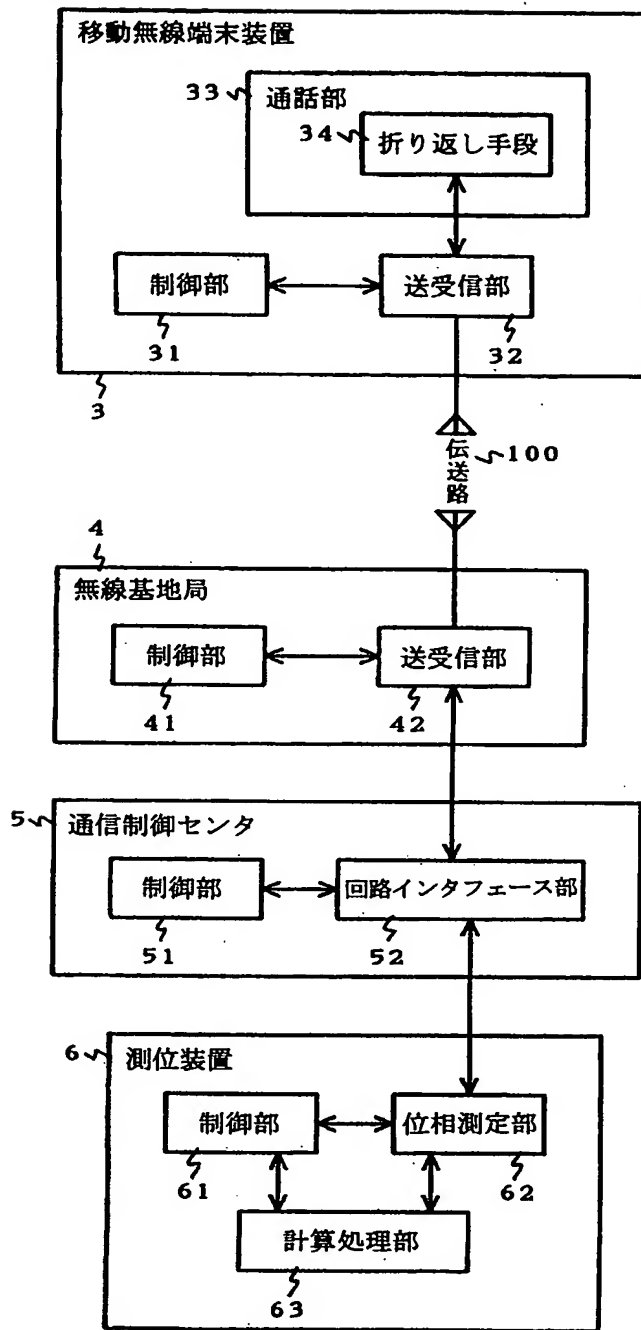 移動無線端末装置
33
通話部
34
折り返し手段
制御部
送受信部
31
32
3
伝送路
100
4
無線基地局
制御部
送受信部
41
42
5
通信制御センタ
制御部
回路インタフェース部
51
52
6
測位装置
制御部
位相測定部
61
62
計算処理部
63